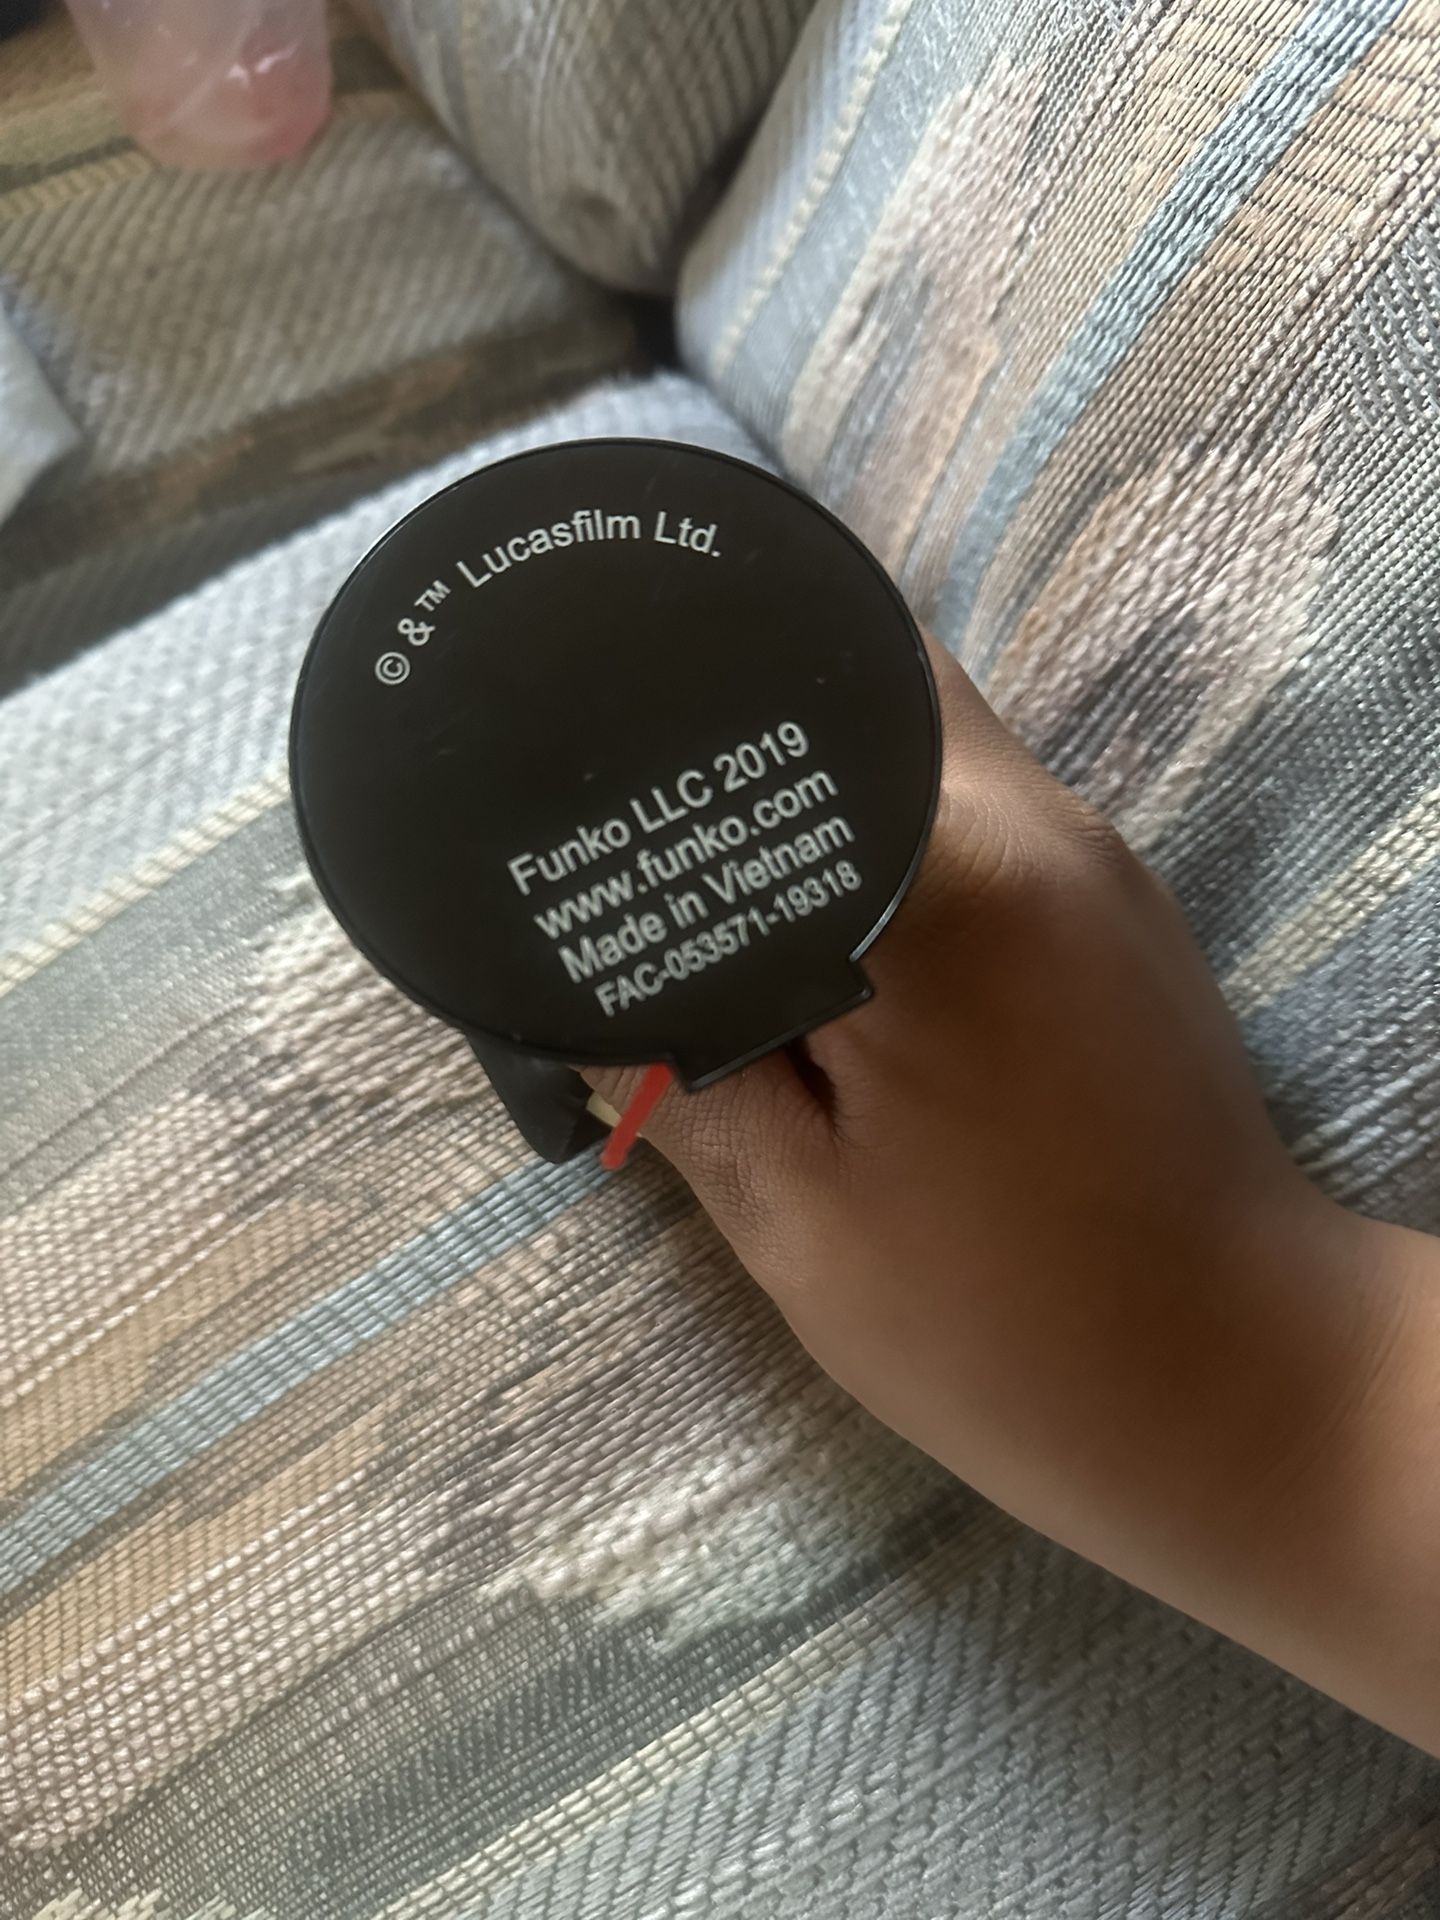 © & ™ Lucasfilm Ltd.
Funko LLC 2019
www.funko.com
Made in Vietnam
FAC-053571-19318